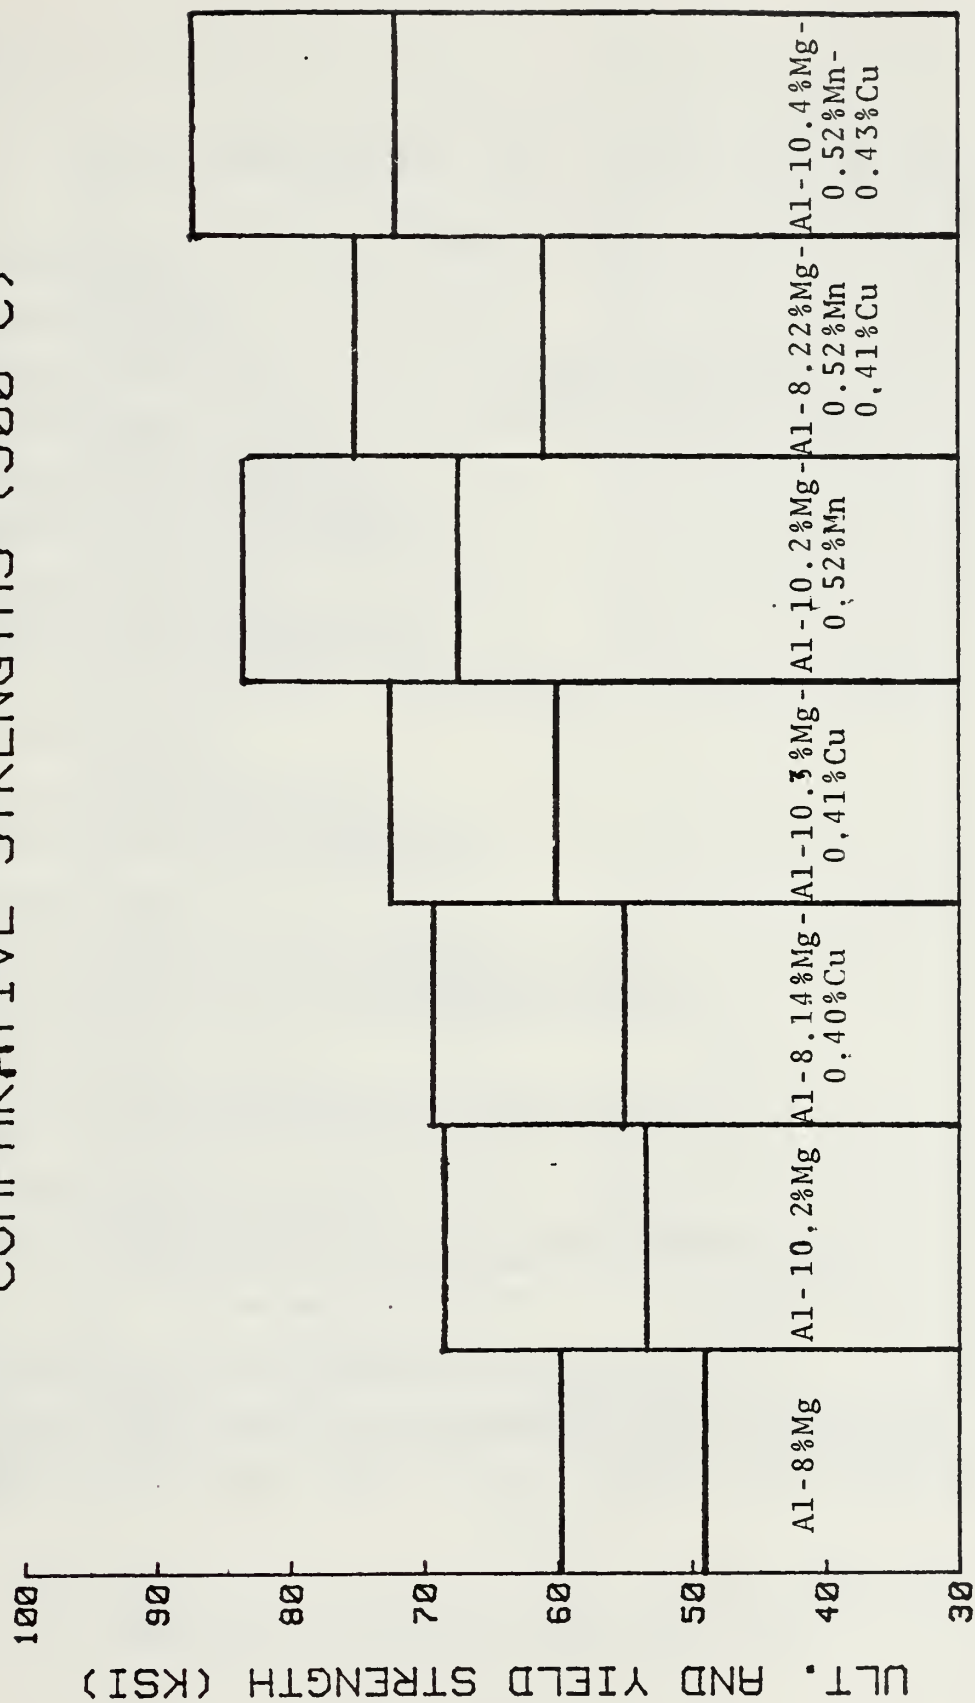 COMPARATIVE STRENGTHS
ULT. AND YIELD STRENGTH (KSI)
100
90
80
70
60
50
40
30
Al-8%Mg
Al-10.2%Mg
Al-8.14%Mg-
0.40%Cu
Al-10.3%Mg-
0.41%Cu
Al-10.2%Mg-
0.52%Mn
Al-8.22%Mg-
0.52%Mn
0.41%Cu
Al-10.4%Mg-
0.52%Mn-
0.43%Cu